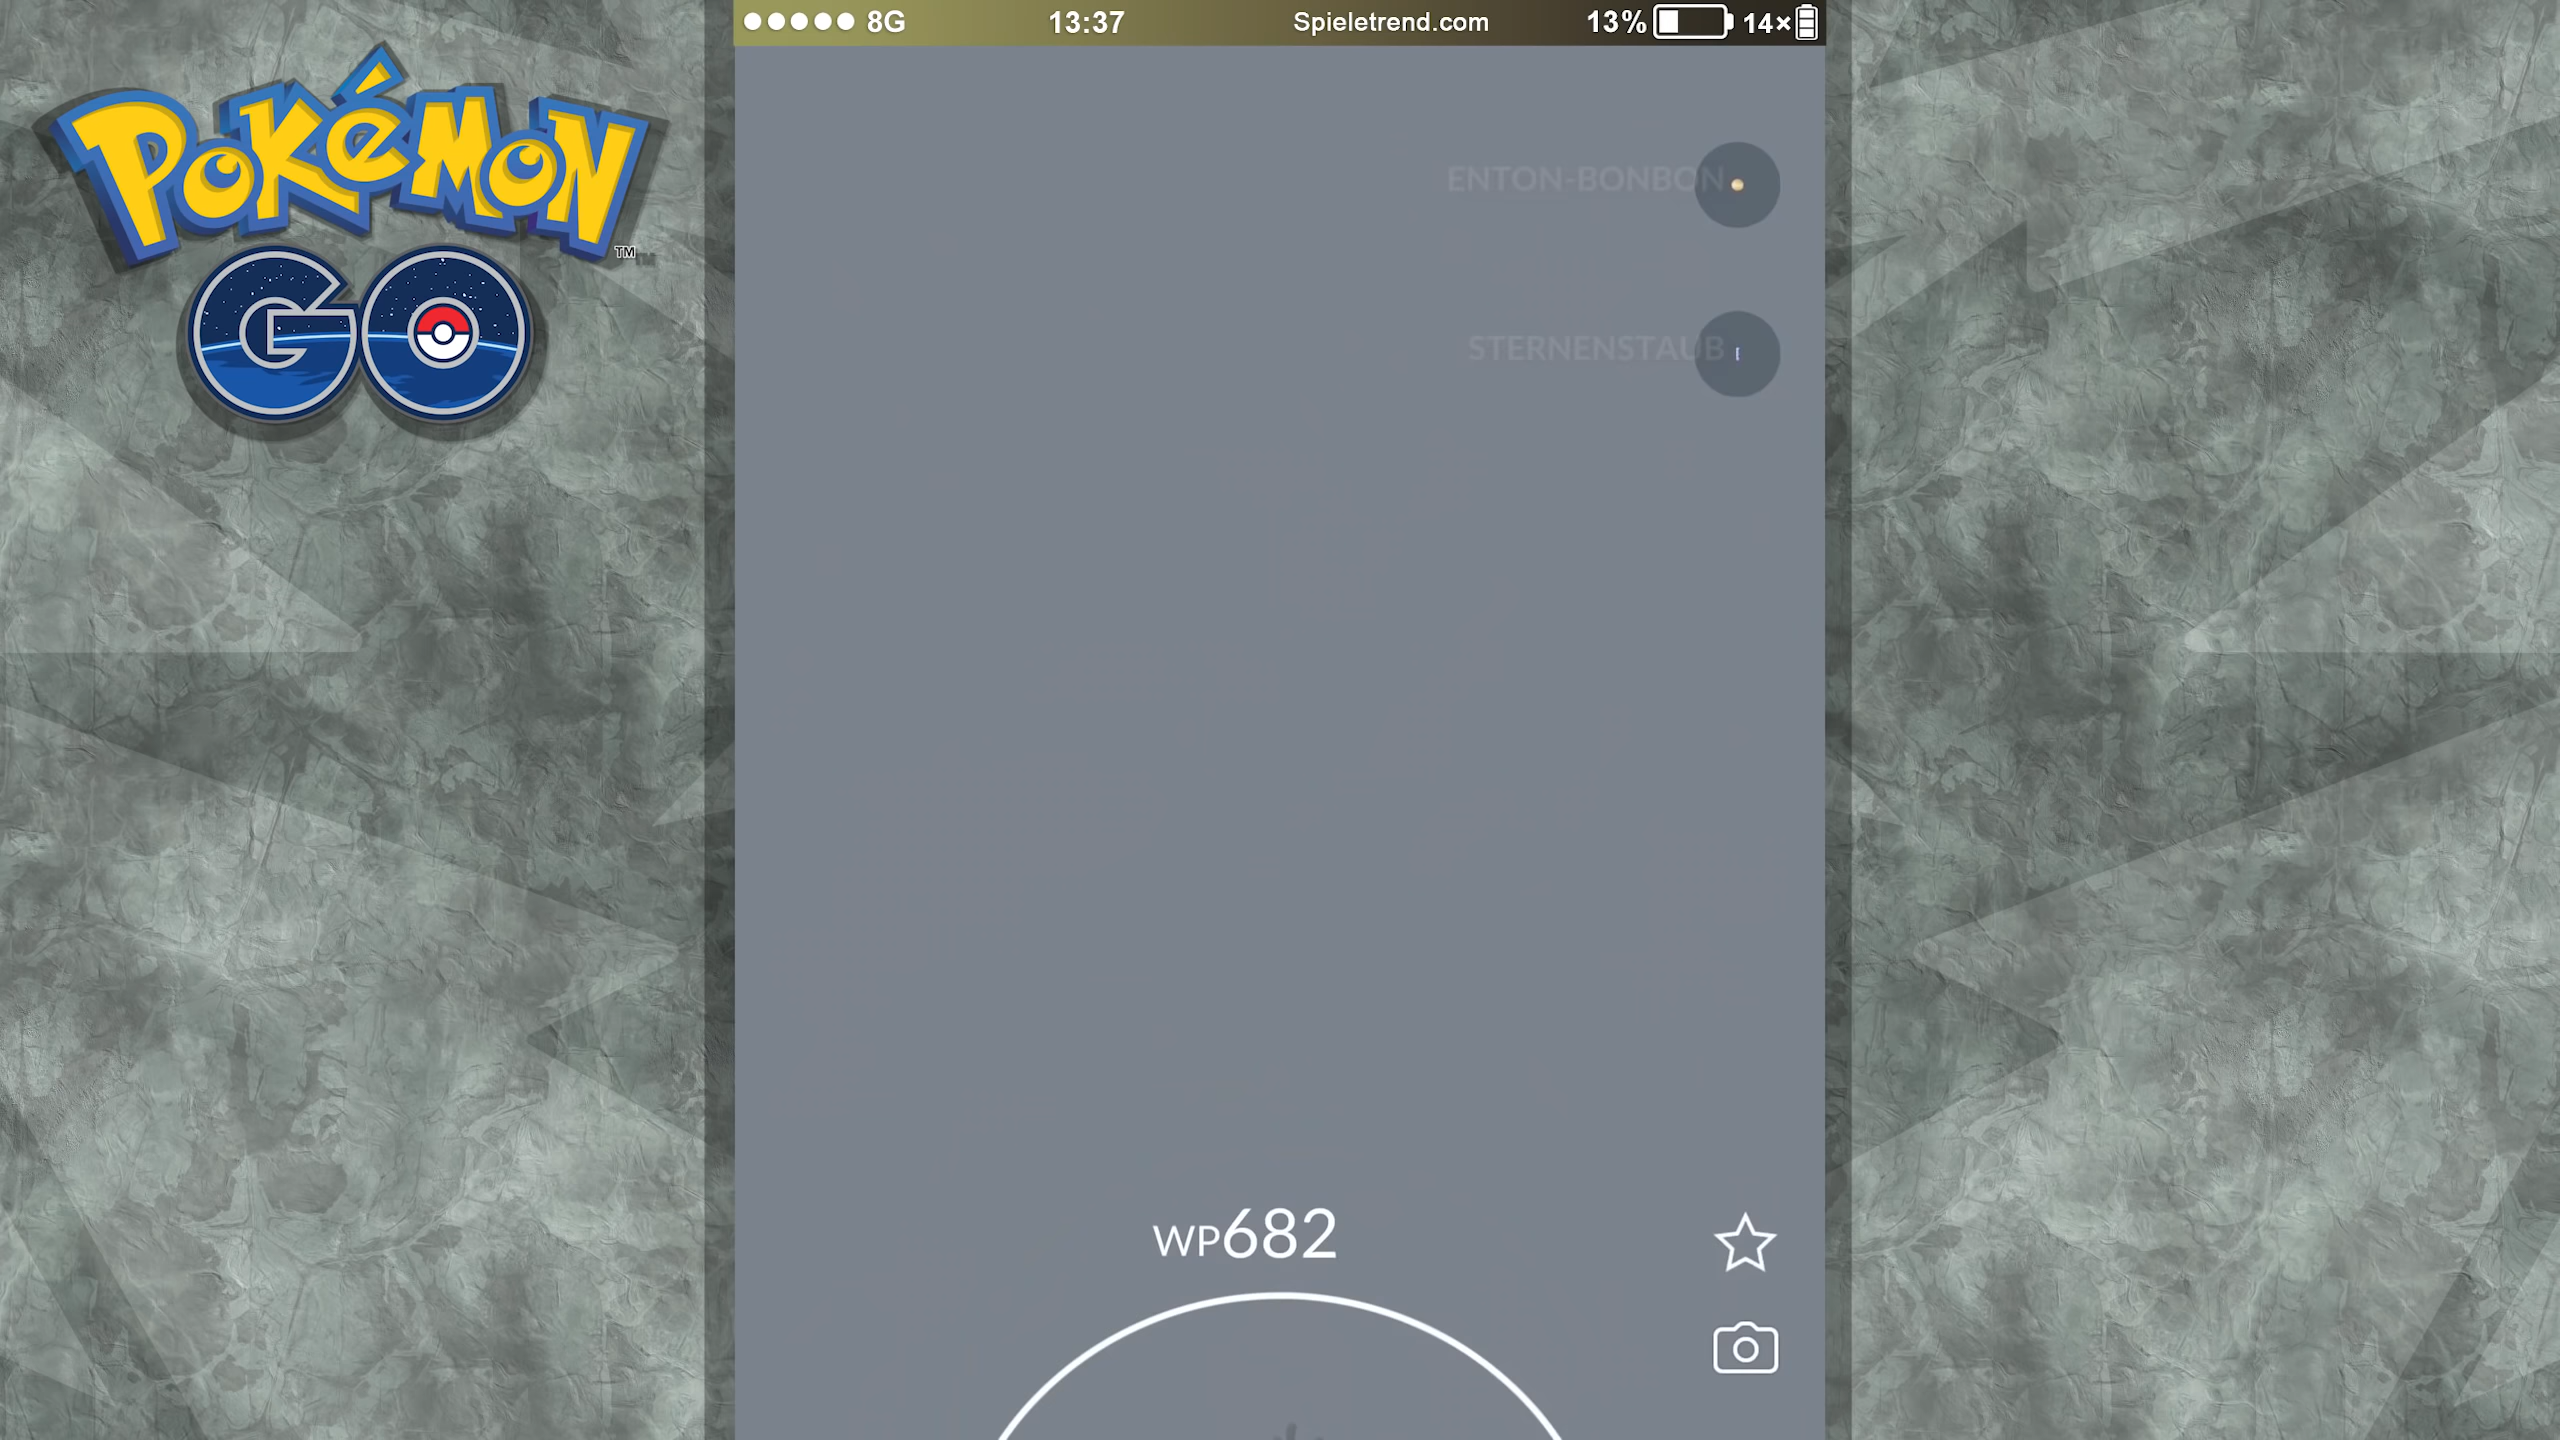 8G 13:37 Spieletrend.com 13% 14×
POKÉMON
TM
GO
ENTON-BONBON
STERNENSTAUB
WP682